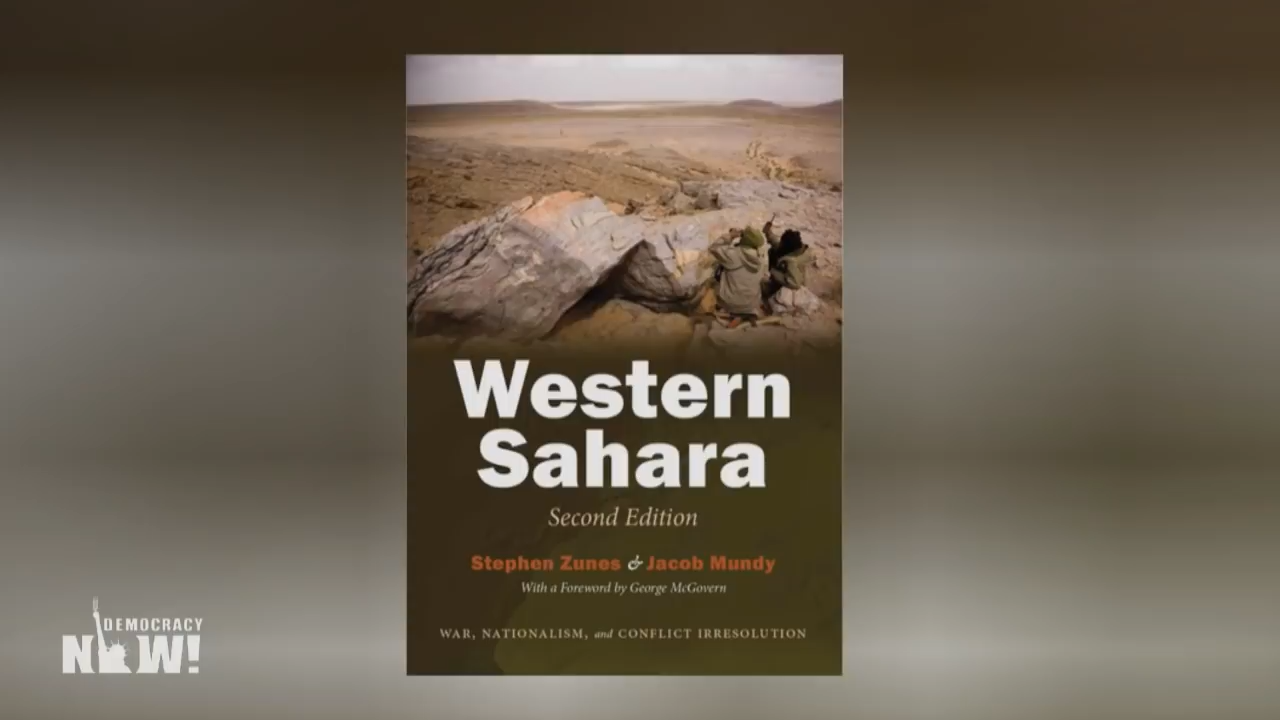 Western
Sahara
Second Edition
Stephen Zunes & Jacob Mundy
With a Foreword by George McGovern
WAR, NATIONALISM, and CONFLICT IRRESOLUTION
DEMOCRACY
NOW!